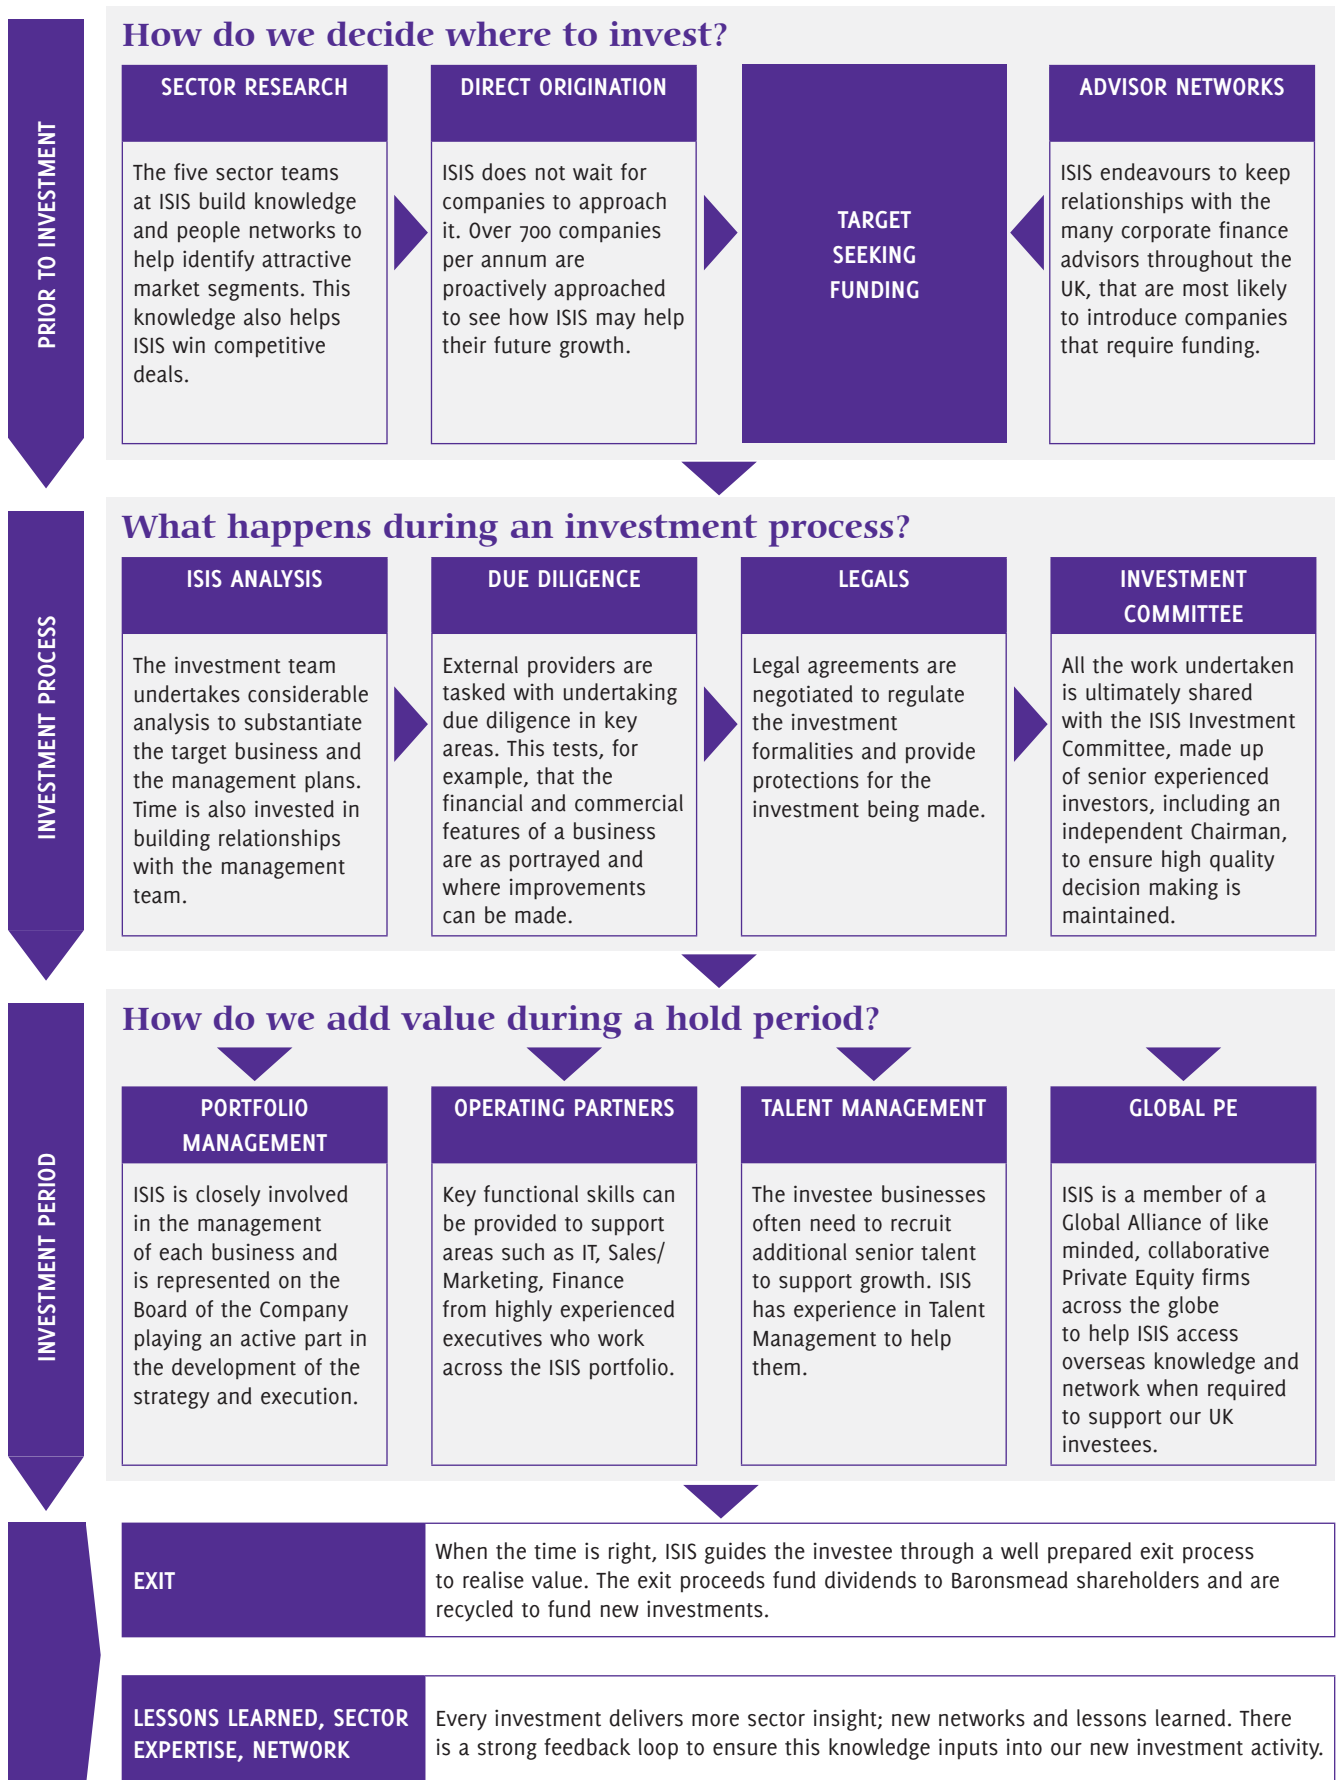 PRIOR TO INVESTMENT
How do we decide where to invest?
SECTOR RESEARCH
The five sector teams
at ISIS build knowledge
and people networks to
help identify attractive
market segments. This
knowledge also helps
ISIS win competitive
deals.
DIRECT ORIGINATION
ISIS does not wait for
companies to approach
it. Over 700 companies
per annum are
proactively approached
to see how ISIS may help
their future growth.
TARGET
SEEKING
FUNDING
ADVISOR NETWORKS
ISIS endeavours to keep
relationships with the
many corporate finance
advisors throughout the
UK, that are most likely
to introduce companies
that require funding.
INVESTMENT PROCESS
What happens during an investment process?
ISIS ANALYSIS
The investment team
undertakes considerable
analysis to substantiate
the target business and
the management plans.
Time is also invested in
building relationships
with the management
team.
DUE DILIGENCE
External providers are
tasked with undertaking
due diligence in key
areas. This tests, for
example, that the
financial and commercial
features of a business
are as portrayed and
where improvements
can be made.
LEGALS
Legal agreements are
negotiated to regulate
the investment
formalities and provide
protections for the
investment being made.
INVESTMENT
COMMITTEE
All the work undertaken
is ultimately shared
with the ISIS Investment
Committee, made up
of senior experienced
investors, including an
independent Chairman,
to ensure high quality
decision making is
maintained.
INVESTMENT PERIOD
How do we add value during a hold period?
PORTFOLIO
MANAGEMENT
ISIS is closely involved
in the management
of each business and
is represented on the
Board of the Company
playing an active part in
the development of the
strategy and execution.
OPERATING PARTNERS
Key functional skills can
be provided to support
areas such as IT, Sales/
Marketing, Finance
from highly experienced
executives who work
across the ISIS portfolio.
TALENT MANAGEMENT
The investee businesses
often need to recruit
additional senior talent
to support growth. ISIS
has experience in Talent
Management to help
them.
GLOBAL PE
ISIS is a member of a
Global Alliance of like
minded, collaborative
Private Equity firms
across the globe
to help ISIS access
overseas knowledge and
network when required
to support our UK
investees.
EXIT
When the time is right, ISIS guides the investee through a well prepared exit process
to realise value. The exit proceeds fund dividends to Baronsmead shareholders and are
recycled to fund new investments.
LESSONS LEARNED, SECTOR
EXPERTISE, NETWORK
Every investment delivers more sector insight; new networks and lessons learned. There
is a strong feedback loop to ensure this knowledge inputs into our new investment activity.